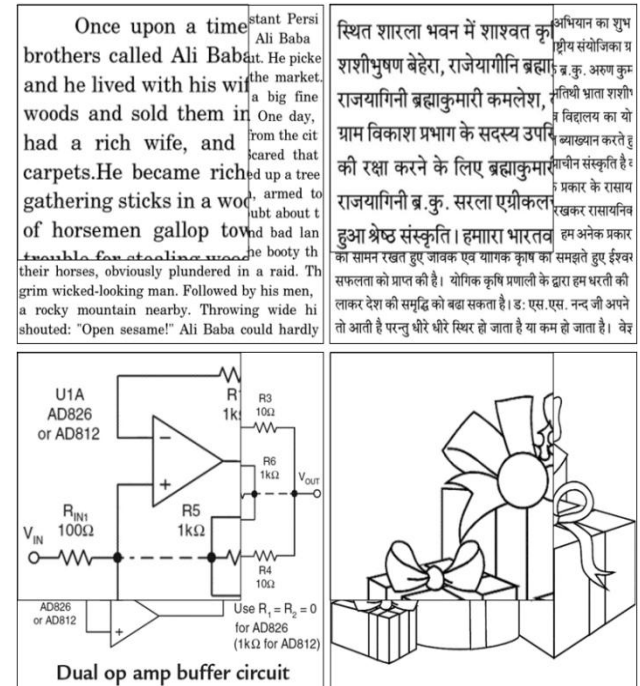 Once upon a time
brothers called Ali Baba
and he lived with his wif
woods and sold them in
had a rich wife, and
carpets.He became rich
gathering sticks in a woo
of horsemen gallop tow
stant Persi
Ali Baba
ut. He picke
the market.
a big fine
One day,
from the cit
scared that
ed up a tree
, armed to
ubt about t
nd bad lan
he booty th
their horses, obviously plundered in a raid. Th
grim wicked-looking man. Followed by his men,
a rocky mountain nearby. Throwing wide hi
shouted: "Open sesame!" Ali Baba could hardly
स्थित शारला भवन में शाश्वत कृ
शशीभुषण बेहेरा, राजेयागीनि ब्रह्मा
राजयागिनी ब्रह्माकुमारी कमलेश,
ग्राम विकाश प्रभाग के सदस्य उपरि
की रक्षा करने के लिए ब्रह्माकुमारी
राजयागिनी ब्र.कु. सरला एग्रीकल
हुआ श्रेष्ठ संस्कृति। हमाारा भारतव
अभियान का शुभ
ष्ट्रीय संयोजिका ग्र
ब्र.कु. अरुण कुम
तिथी भ्राता शशी
विद्यालय का यो
ब्याख्यान करते हु
ाचीन संस्कृति है
प्रकार के रासाय
रखकर रासायनिव
हम अनेक प्रकार
का सामने रखते हुए जैविक एवं यौगिक कृषि को समझते हुए ईश्वर
सफलता को प्राप्त की है। योगिक कृषि प्रणाली के द्वारा हम धरती की
लाकर देश की समृद्धि को बढा सकता है। ड: एस.एस. नन्द जी अपने
तो आती है परन्तु धीरे धीरे स्थिर हो जाता है या कम हो जाता है।
U1A
AD826
or AD812
R
1k
R3
10Ω
R6
1kΩ
VOUT
RIN1
100Ω
VIN
R5
1kΩ
R4
10Ω
AD826
or AD812
Use R1 = R2 = 0
for AD826
(1kΩ for AD812)
Dual op amp buffer circuit